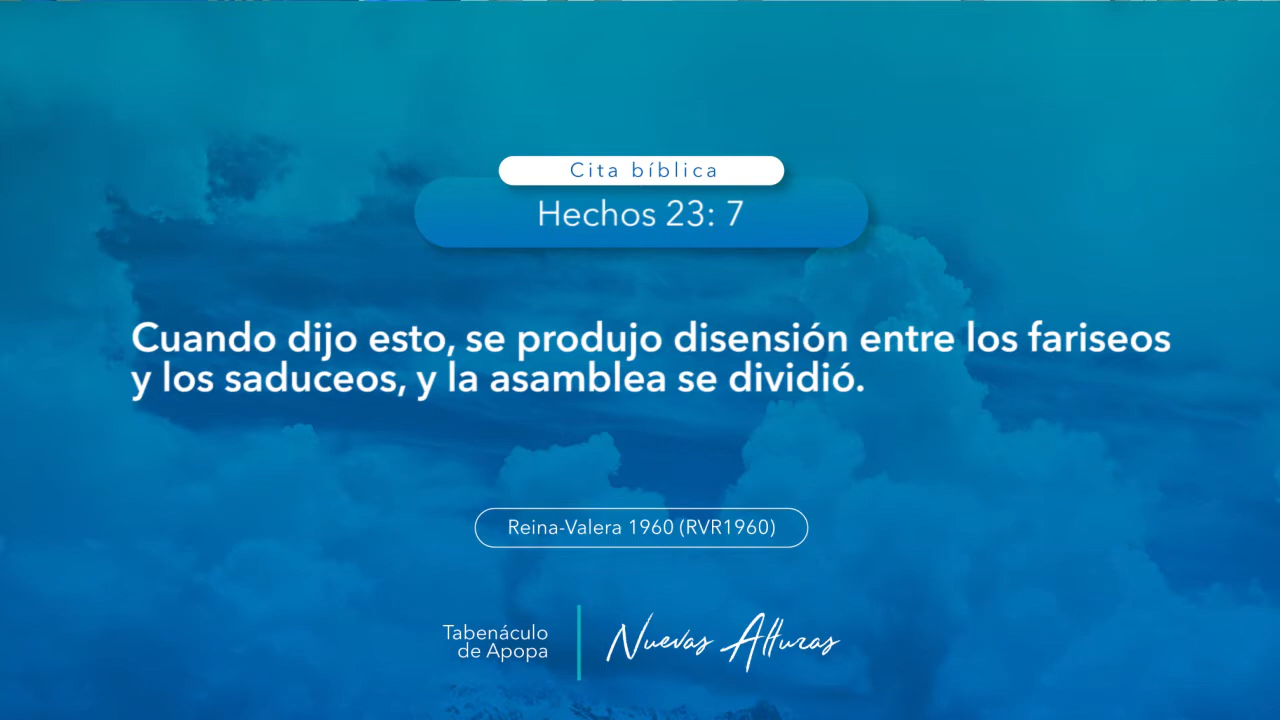 Cita bíblica
Hechos 23: 7
Cuando dijo esto, se produjo disensión entre los fariseos
y los saduceos, y la asamblea se dividió.
Reina-Valera 1960 (RVR1960)
Tabenáculo
de Apopa
Nuevas Alturas